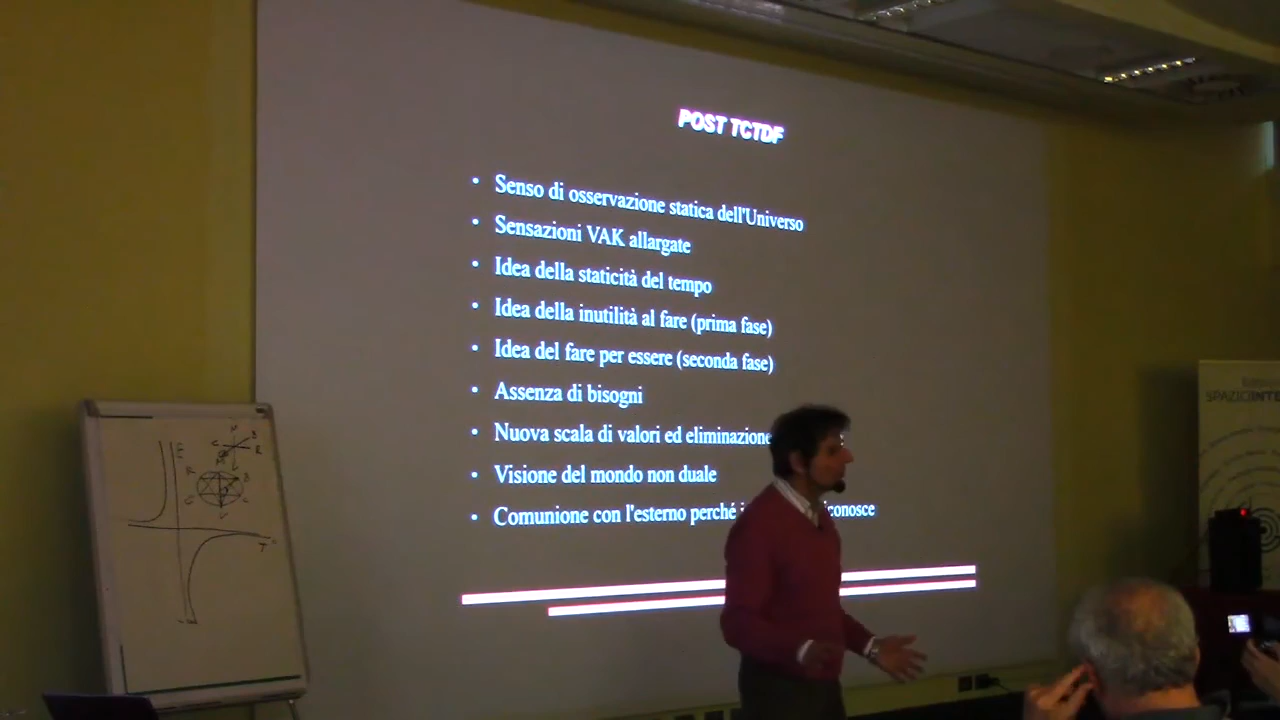 POST TCTDF
• Senso di osservazione statica dell'Universo
• Sensazioni VAK allargate
• Idea della staticità del tempo
• Idea della inutilità al fare (prima fase)
• Idea del fare per essere (seconda fase)
• Assenza di bisogni
• Nuova scala di valori ed eliminazione
• Visione del mondo non duale
• Comunione con l'esterno perché